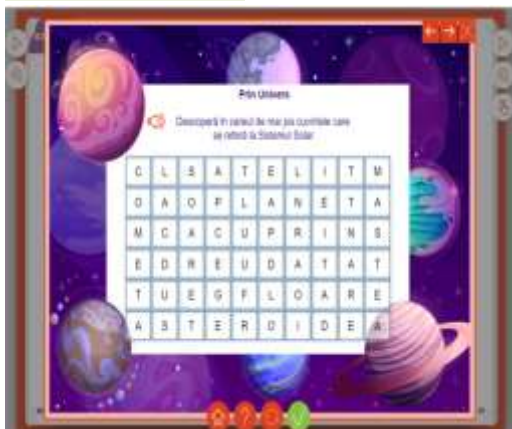 Prin Univers
Descoperă în careul de mai jos cuvintele care
se referă la Sistemul Solar
C L S A T E L I T M
O A O P L A N E T A
M C A C U P R I N S
E D R E U D A T A T
T U E G F L O A R E
A S T E R O I D E A